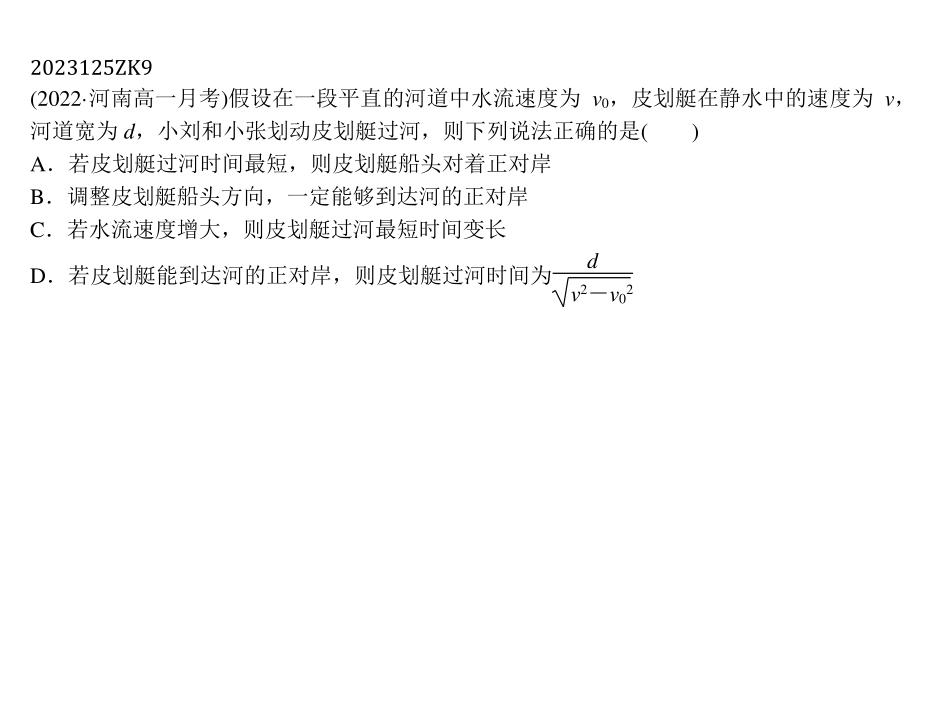 2023125ZK9
(2022·河南高一月考)假设在一段平直的河道中水流速度为 v₀，皮划艇在静水中的速度为 v，
河道宽为 d，小刘和小张划动皮划艇过河，则下列说法正确的是(　　)
A．若皮划艇过河时间最短，则皮划艇船头对着正对岸
B．调整皮划艇船头方向，一定能够到达河的正对岸
C．若水流速度增大，则皮划艇过河最短时间变长
D．若皮划艇能到达河的正对岸，则皮划艇过河时间为d/√(v²－v₀²)